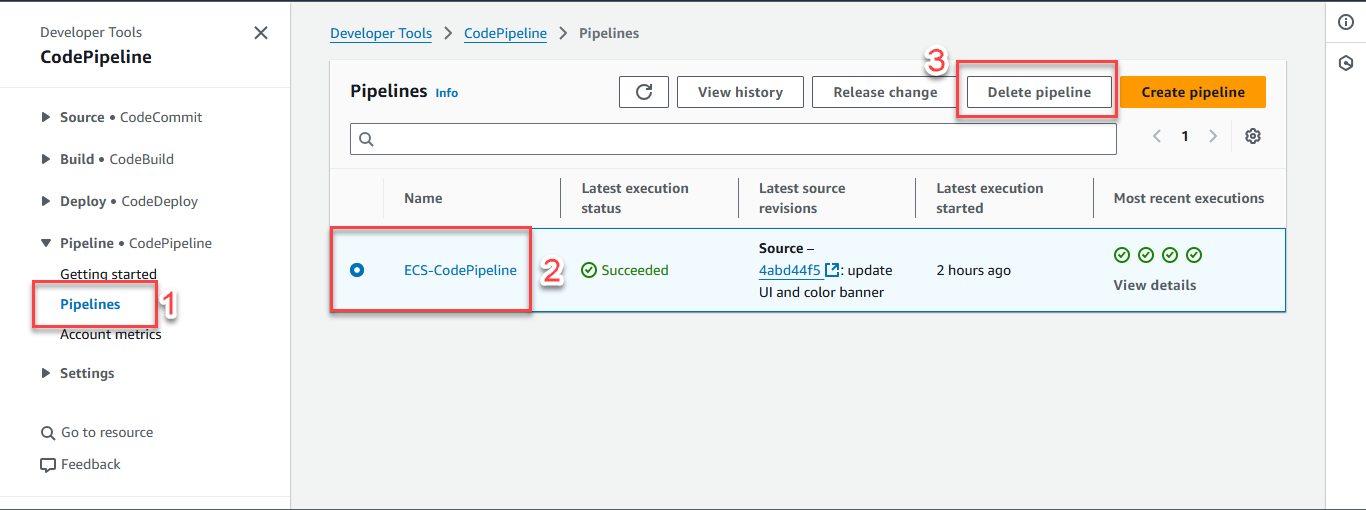 Developer Tools
CodePipeline
Source • CodeCommit
Build • CodeBuild
Deploy • CodeDeploy
Pipeline • CodePipeline
Getting started
Pipelines
1
Account metrics
Settings
Go to resource
Feedback
Developer Tools > CodePipeline > Pipelines
3
Pipelines Info
View history
Release change
Delete pipeline
Create pipeline
1
Name
Latest execution
status
Latest source
revisions
Latest execution
started
Most recent executions
ECS-CodePipeline
2
Succeeded
Source –
4abd44f5: update
UI and color banner
2 hours ago
View details